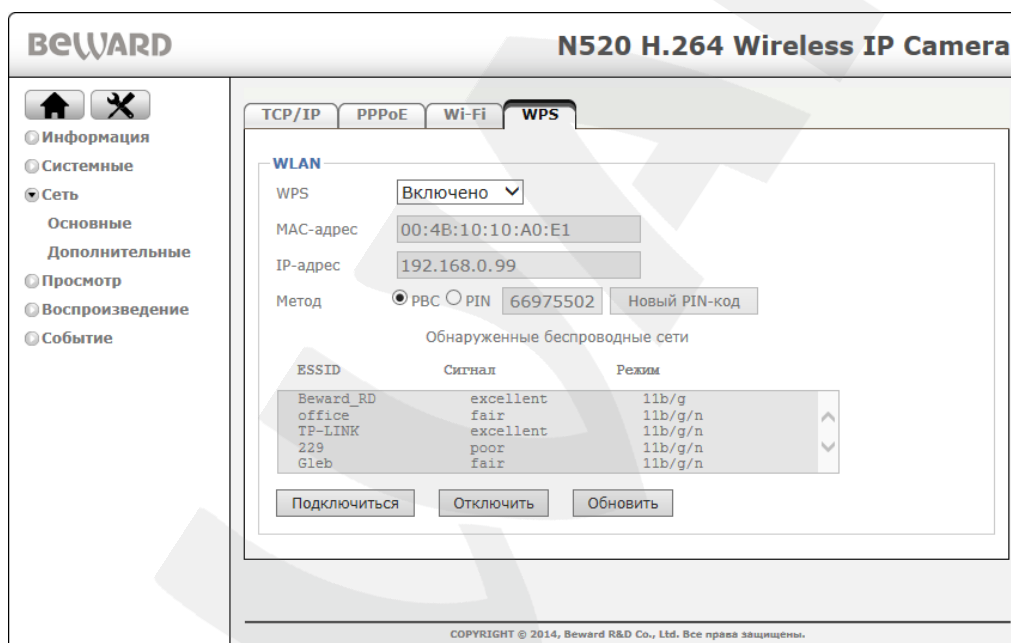 BEWARD
N520 H.264 Wireless IP Camera
TCP/IP PPPoE Wi-Fi WPS
Информация
Системные
Сеть
Основные
Дополнительные
Просмотр
Воспроизведение
Событие
WLAN
WPS Включено
MAC-адрес 00:4B:10:10:A0:E1
IP-адрес 192.168.0.99
Метод PBC PIN 66975502 Новый PIN-код
Обнаруженные беспроводные сети
ESSID Сигнал Режим
Beward_RD excellent 11b/g
office fair 11b/g/n
TP-LINK excellent 11b/g/n
229 poor 11b/g/n
Gleb fair 11b/g/n
Подключиться Отключить Обновить
COPYRIGHT © 2014, Beward R&D Co., Ltd. Все права защищены.